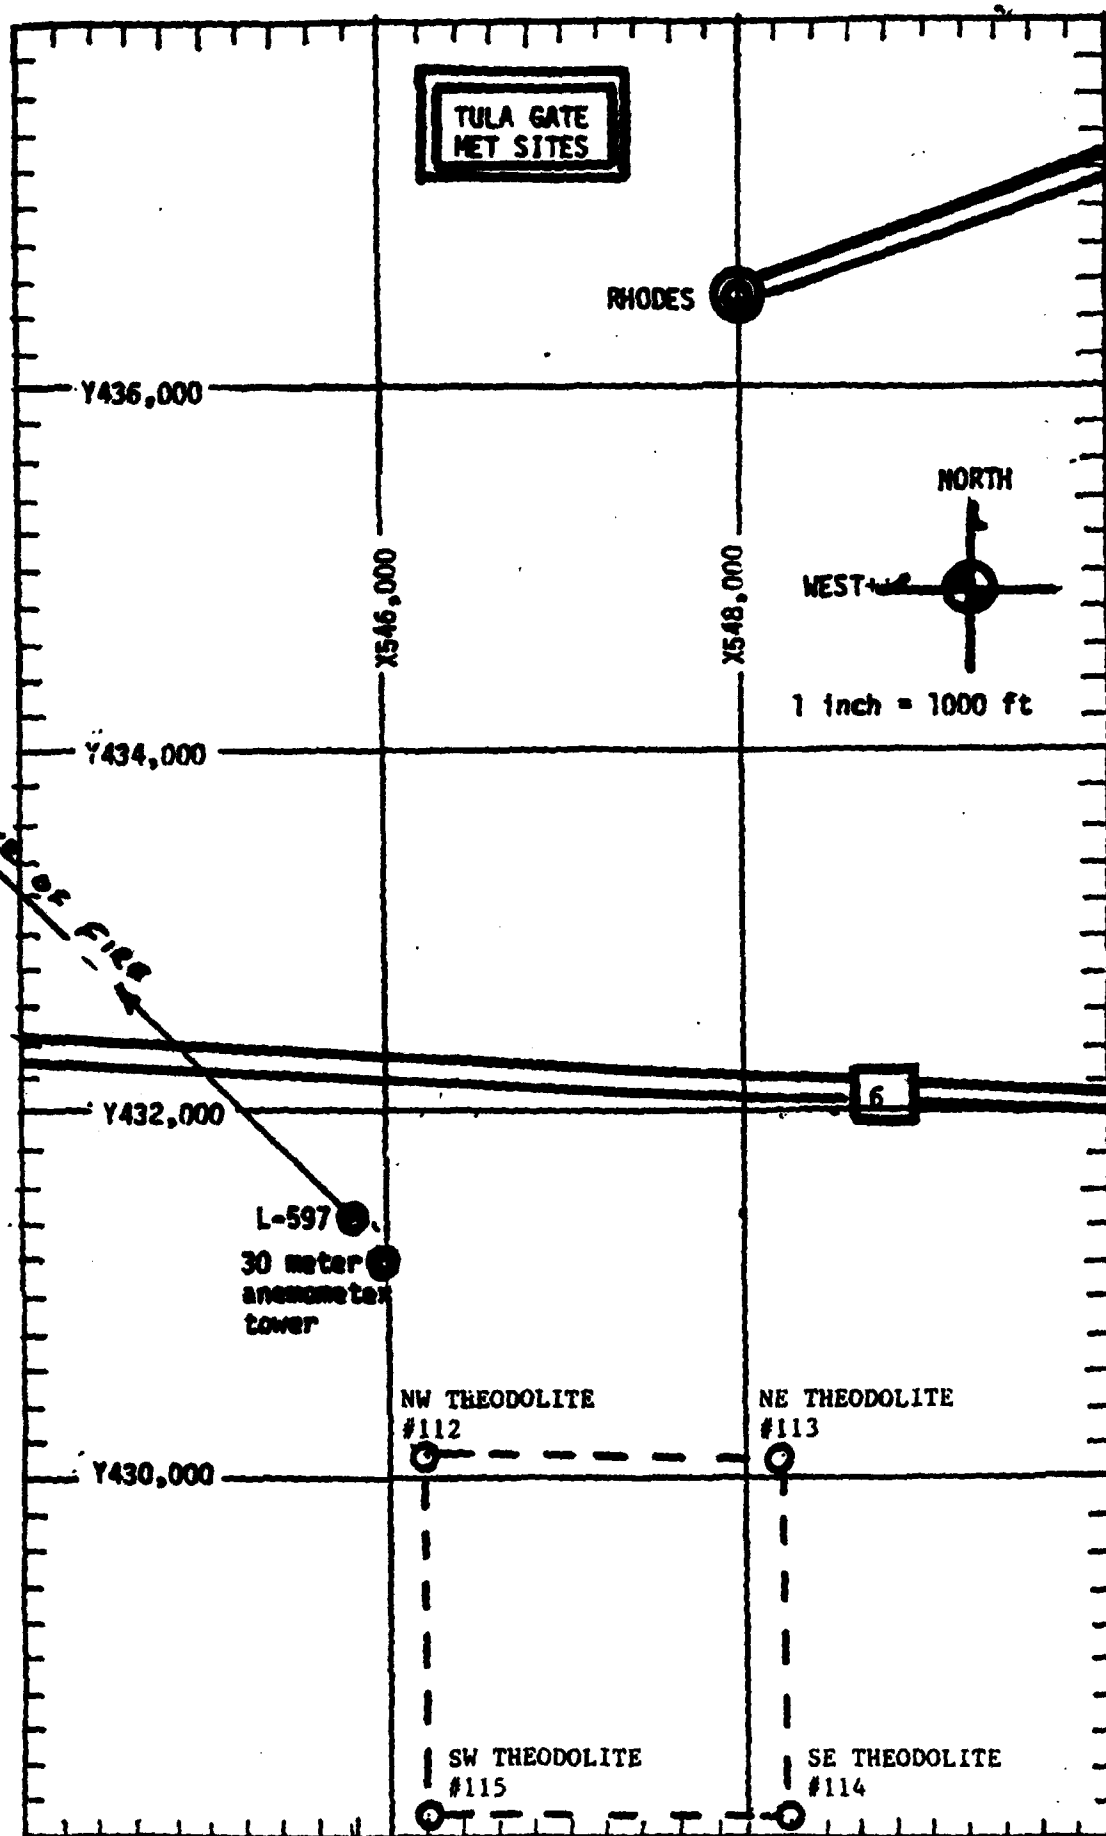 TULA GATE
MET SITES
RHODES
Y436,000
NORTH
X546,000
X548,000
WEST
1 inch = 1000 ft
Y434,000
of Fire
6
Y432,000
L-597
30 meter
anemometer
tower
NW THEODOLITE
#112
NE THEODOLITE
#113
Y430,000
SW THEODOLITE
#115
SE THEODOLITE
#114